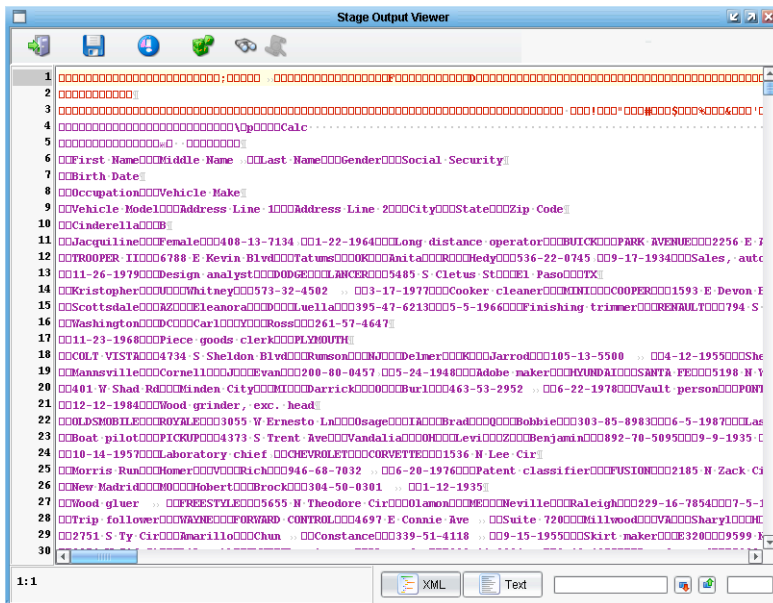 Stage Output Viewer
1 □□□□□□□□□□□□□□□□□□□□□□□□□;□□□□□ □□□□□□□□□□□□□□□□□□F□□□□□□□□□□□□D□□□□□□□□□□□□□□□□□□□□□□□□□□□□□□□□□□□□□□□□□□□□
2 □□□□□□□□□□□
3 □□□□□□□□□□□□□□□□□□□□□□□□□□□□□□□□□□□□□□□□□□□□□□□□□□□□□□□□□□□□□□□□□□□□□□□□□□□□□□ □□□!□□□"□□□#□□□$□□□%□□□&□□□'□
4 □□□□□□□□□□□□□□□□□□□□□□□□□□□\□p□□□□Calc
5 □□□□□□□□□□□□□□□□ □ □□□□□□□□□
6 □□First Name□□□Middle Name □□Last Name□□□Gender□□□Social Security
7 □□Birth Date
8 □□Occupation□□□Vehicle Make
9 □□Vehicle Model□□□Address Line 1□□□Address Line 2□□□City□□□State□□□Zip Code
10 □□Cinderella□□□B
11 □□Jacquiline□□□Female□□□408-13-7134 □□1-22-1964□□□Long distance operator□□□BUICK□□□PARK AVENUE□□□2256 E
12 □□TROOPER II□□□6788 E Kevin Blvd□□□Tatums□□□OK□□□Anita□□□R□□□Hedy□□□536-22-0745 □□9-17-1934□□□Sales,
13 □□11-26-1979□□□Design analyst□□□DODGE□□□LANCER□□□5485 S Cletus St□□□El Paso□□□TX
14 □□Kristopher□□□U□□□Whitney□□□573-32-4502 □□3-17-1977□□□Cooker cleaner□□□MINI□□□COOPER□□□1593 E Devon
15 □□Scottsdale□□□AZ□□□Eleanora□□□D□□□Luella□□□395-47-6213□□□5-5-1966□□□Finishing trimmer□□□RENAULT□□□794 S
16 □□Washington□□□DC□□□Carl□□□Y□□□Ross□□□261-57-4647
17 □□11-23-1968□□□Piece goods clerk□□□PLYMOUTH
18 □□COLT VISTA□□□4734 S Sheldon Blvd□□□Rumson□□□NJ□□□Delmer□□□K□□□Jarrod□□□105-13-5500 □□4-12-1955□□□
19 □□Mannsville□□□Cornell□□□J□□□Evan□□□200-80-0457 □□5-24-1948□□□Adobe maker□□□HYUNDAI□□□SANTA FE□□□5198 N
20 □□401 W Shad Rd□□□Minden City□□□MI□□□Darrick□□□O□□□Burl□□□463-53-2952 □□6-22-1978□□□Vault person□□□
21 □□12-12-1984□□□Wood grinder, exc. head
22 □□OLDSMOBILE□□□ROYALE□□□3055 W Ernesto Ln□□□Osage□□□IA□□□Brad□□□Q□□□Bobbie□□□303-85-8983□□□6-5-1987□□□
23 □□Boat pilot□□□PICKUP□□□4373 S Trent Ave□□□Vandalia□□□OH□□□Levi□□□Z□□□Benjamin□□□892-70-5095□□□9-9-1935
24 □□10-14-1957□□□Laboratory chief □□CHEVROLET□□□CORVETTE□□□1536 N Lee Cir
25 □□Morris Run□□□Homer□□□V□□□Rich□□□946-68-7032 □□6-20-1976□□□Patent classifier□□□FUSION□□□2185 N Zack
26 □□New Madrid□□□MO□□□Hobert□□□Brock□□□304-50-0301 □□1-12-1935
27 □□Wood gluer □□FREESTYLE□□□5655 N Theodore Cir□□□Olamon□□□ME□□□Neville□□□Raleigh□□□229-16-7854□□□
28 □□Trip follower□□□WAYNE□□□FORWARD CONTROL□□□4697 E Connie Ave □□Suite 720□□□Millwood□□□VA□□□Sharyl□□□
29 □□2751 S Ty Cir□□□Amarillo□□□Chun □□Constance□□□339-51-4118 □□9-15-1955□□□Skirt maker□□□E320□□□9599
30
1:1
XML
Text